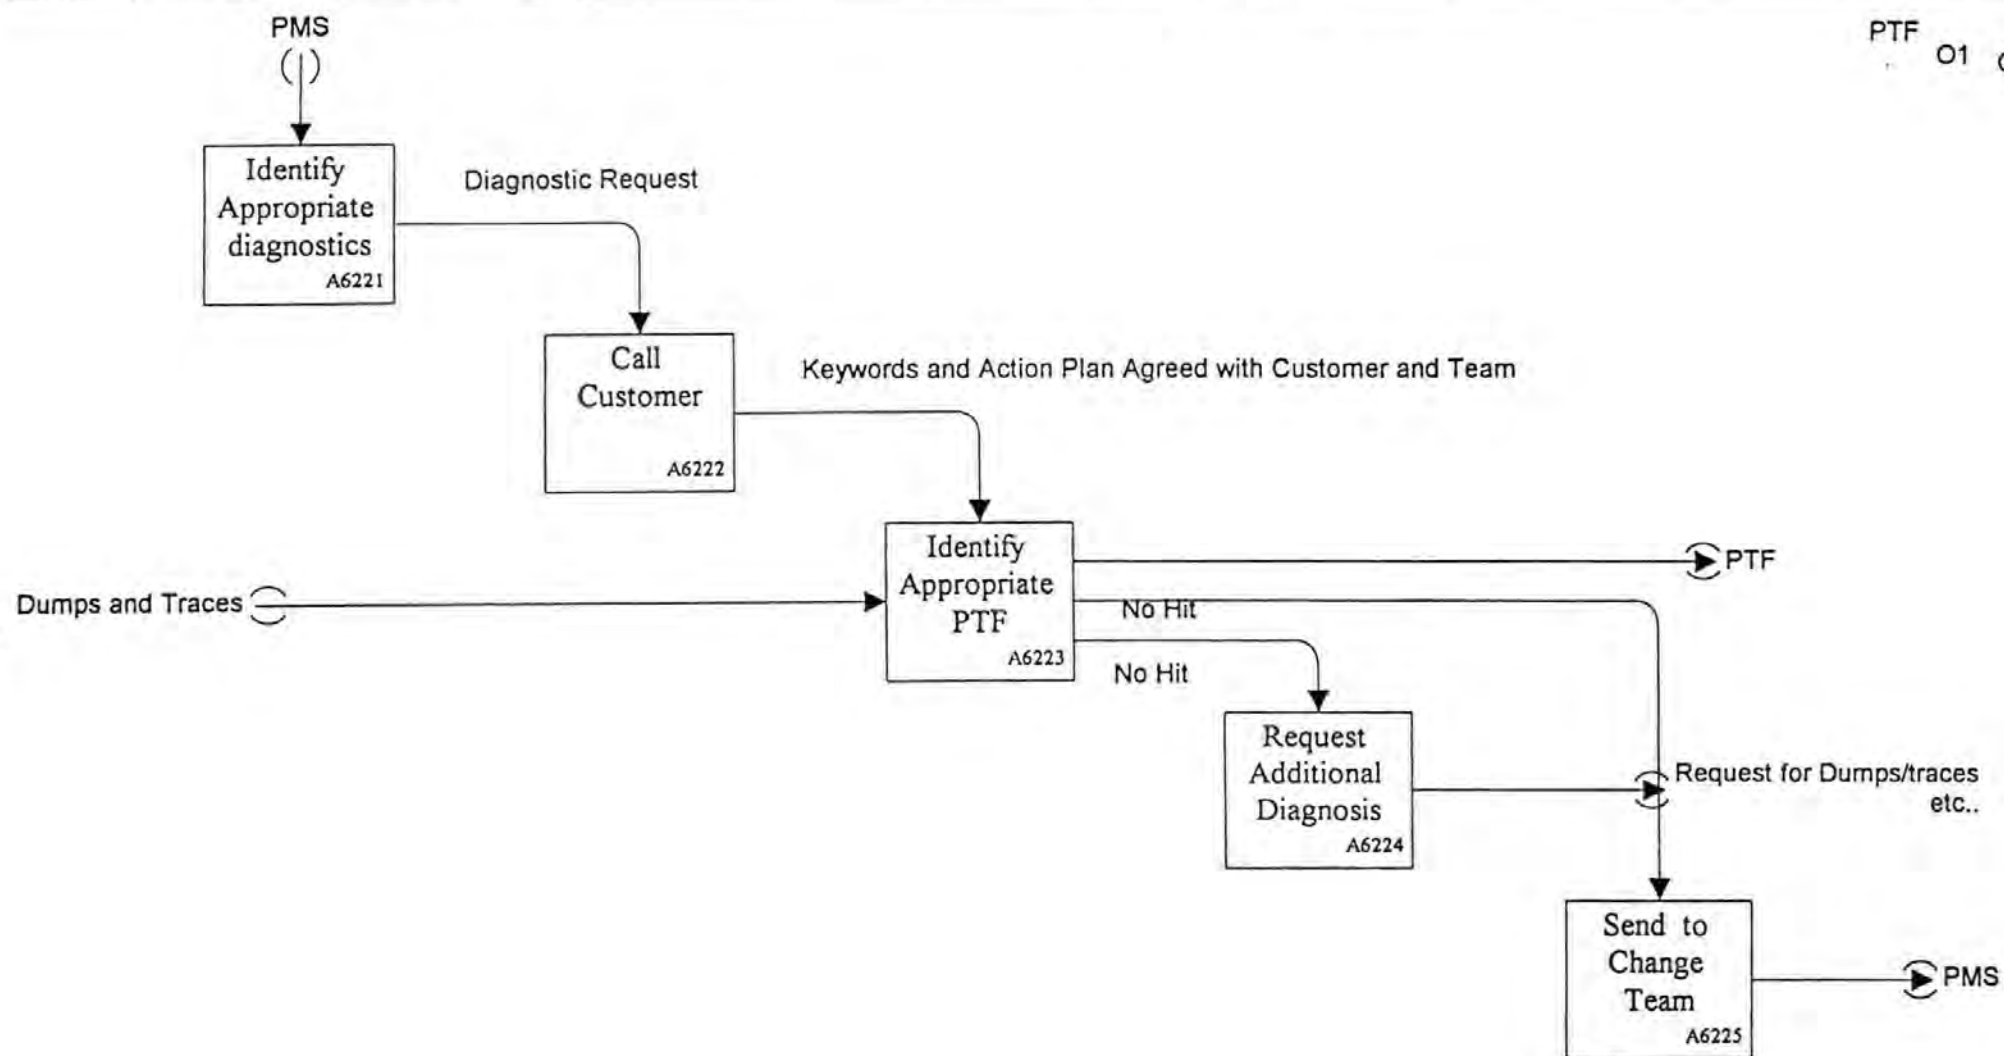 PMS
PTF
O1
Identify
Appropriate
diagnostics
A6221
Diagnostic Request
Call
Customer
A6222
Keywords and Action Plan Agreed with Customer and Team
Dumps and Traces
Identify
Appropriate
PTF
A6223
PTF
No Hit
No Hit
Request
Additional
Diagnosis
A6224
Request for Dumps/traces
etc..
Send to
Change
Team
A6225
PMS